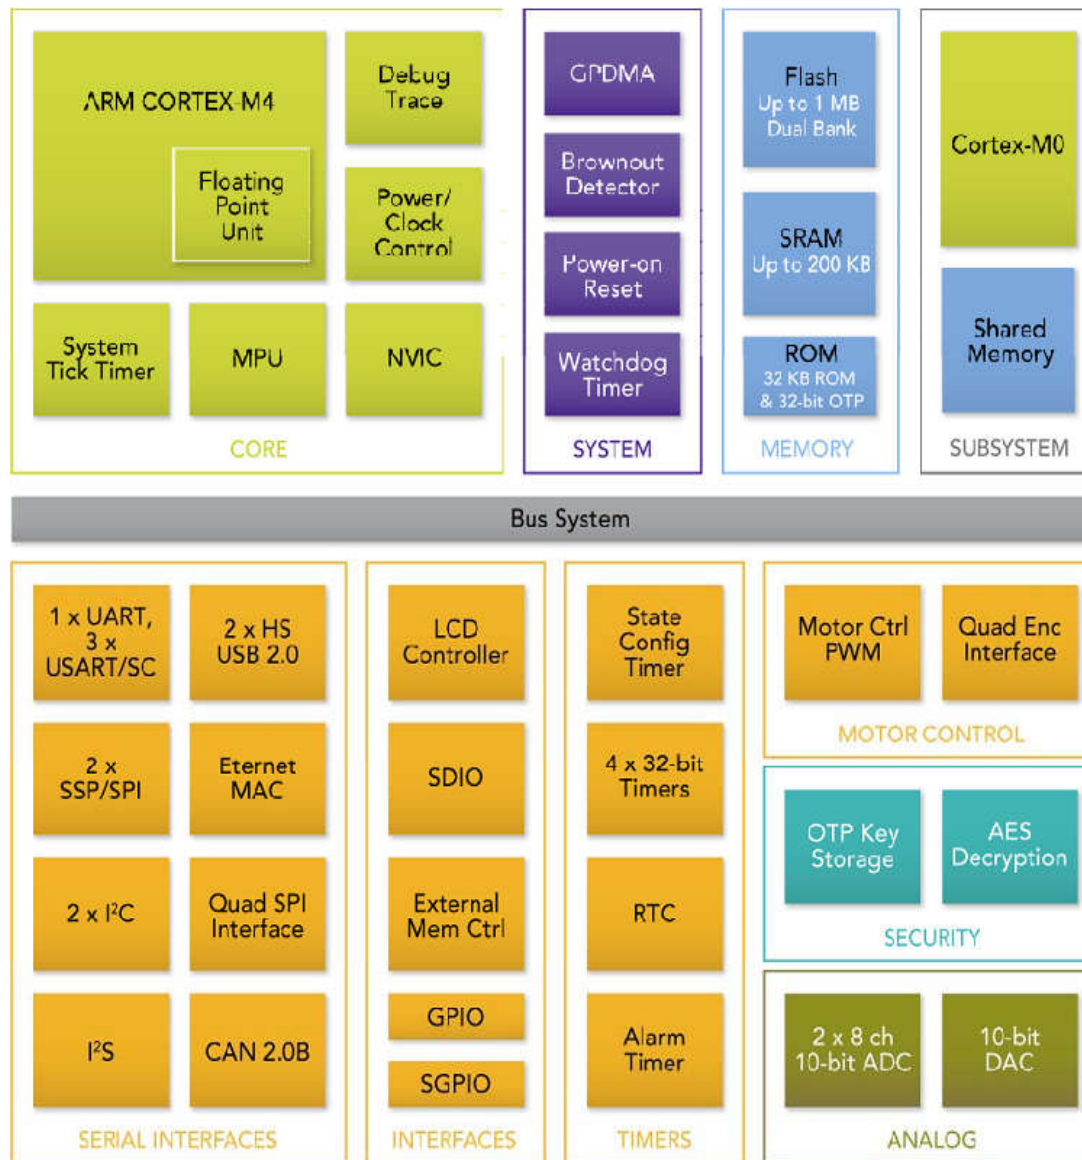 ARM CORTEX-M4
Floating
Point
Unit
Debug
Trace
Power/
Clock
Control
System
Tick Timer
MPU
NVIC
CORE
GPDMA
Brownout
Detector
Power-on
Reset
Watchdog
Timer
SYSTEM
Flash
Up to 1 MB
Dual Bank
SRAM
Up to 200 KB
ROM
32 KB ROM
& 32-bit OTP
MEMORY
Cortex-M0
Shared
Memory
SUBSYSTEM
Bus System
1 x UART,
3 x
USART/SC
2 x HS
USB 2.0
2 x
SSP/SPI
Eternet
MAC
2 x I²C
Quad SPI
Interface
I²S
CAN 2.0B
SERIAL INTERFACES
LCD
Controller
SDIO
External
Mem Ctrl
GPIO
SGPIO
INTERFACES
State
Config
Timer
4 x 32-bit
Timers
RTC
Alarm
Timer
TIMERS
Motor Ctrl
PWM
Quad Enc
Interface
MOTOR CONTROL
OTP Key
Storage
AES
Decryption
SECURITY
2 x 8 ch
10-bit ADC
10-bit
DAC
ANALOG